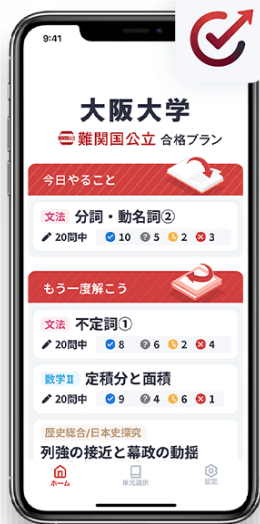 9:41
大阪大学
難関国公立 合格プラン
今日やること
文法 分詞・動名詞②
20問中 10 5 2 3
もう一度解こう
文法 不定詞①
20問中 8 6 2 4
数学Ⅱ 定積分と面積
20問中 9 4 6 1
歴史総合/日本史探究
列強の接近と幕政の動揺
ホーム 単元選択 設定